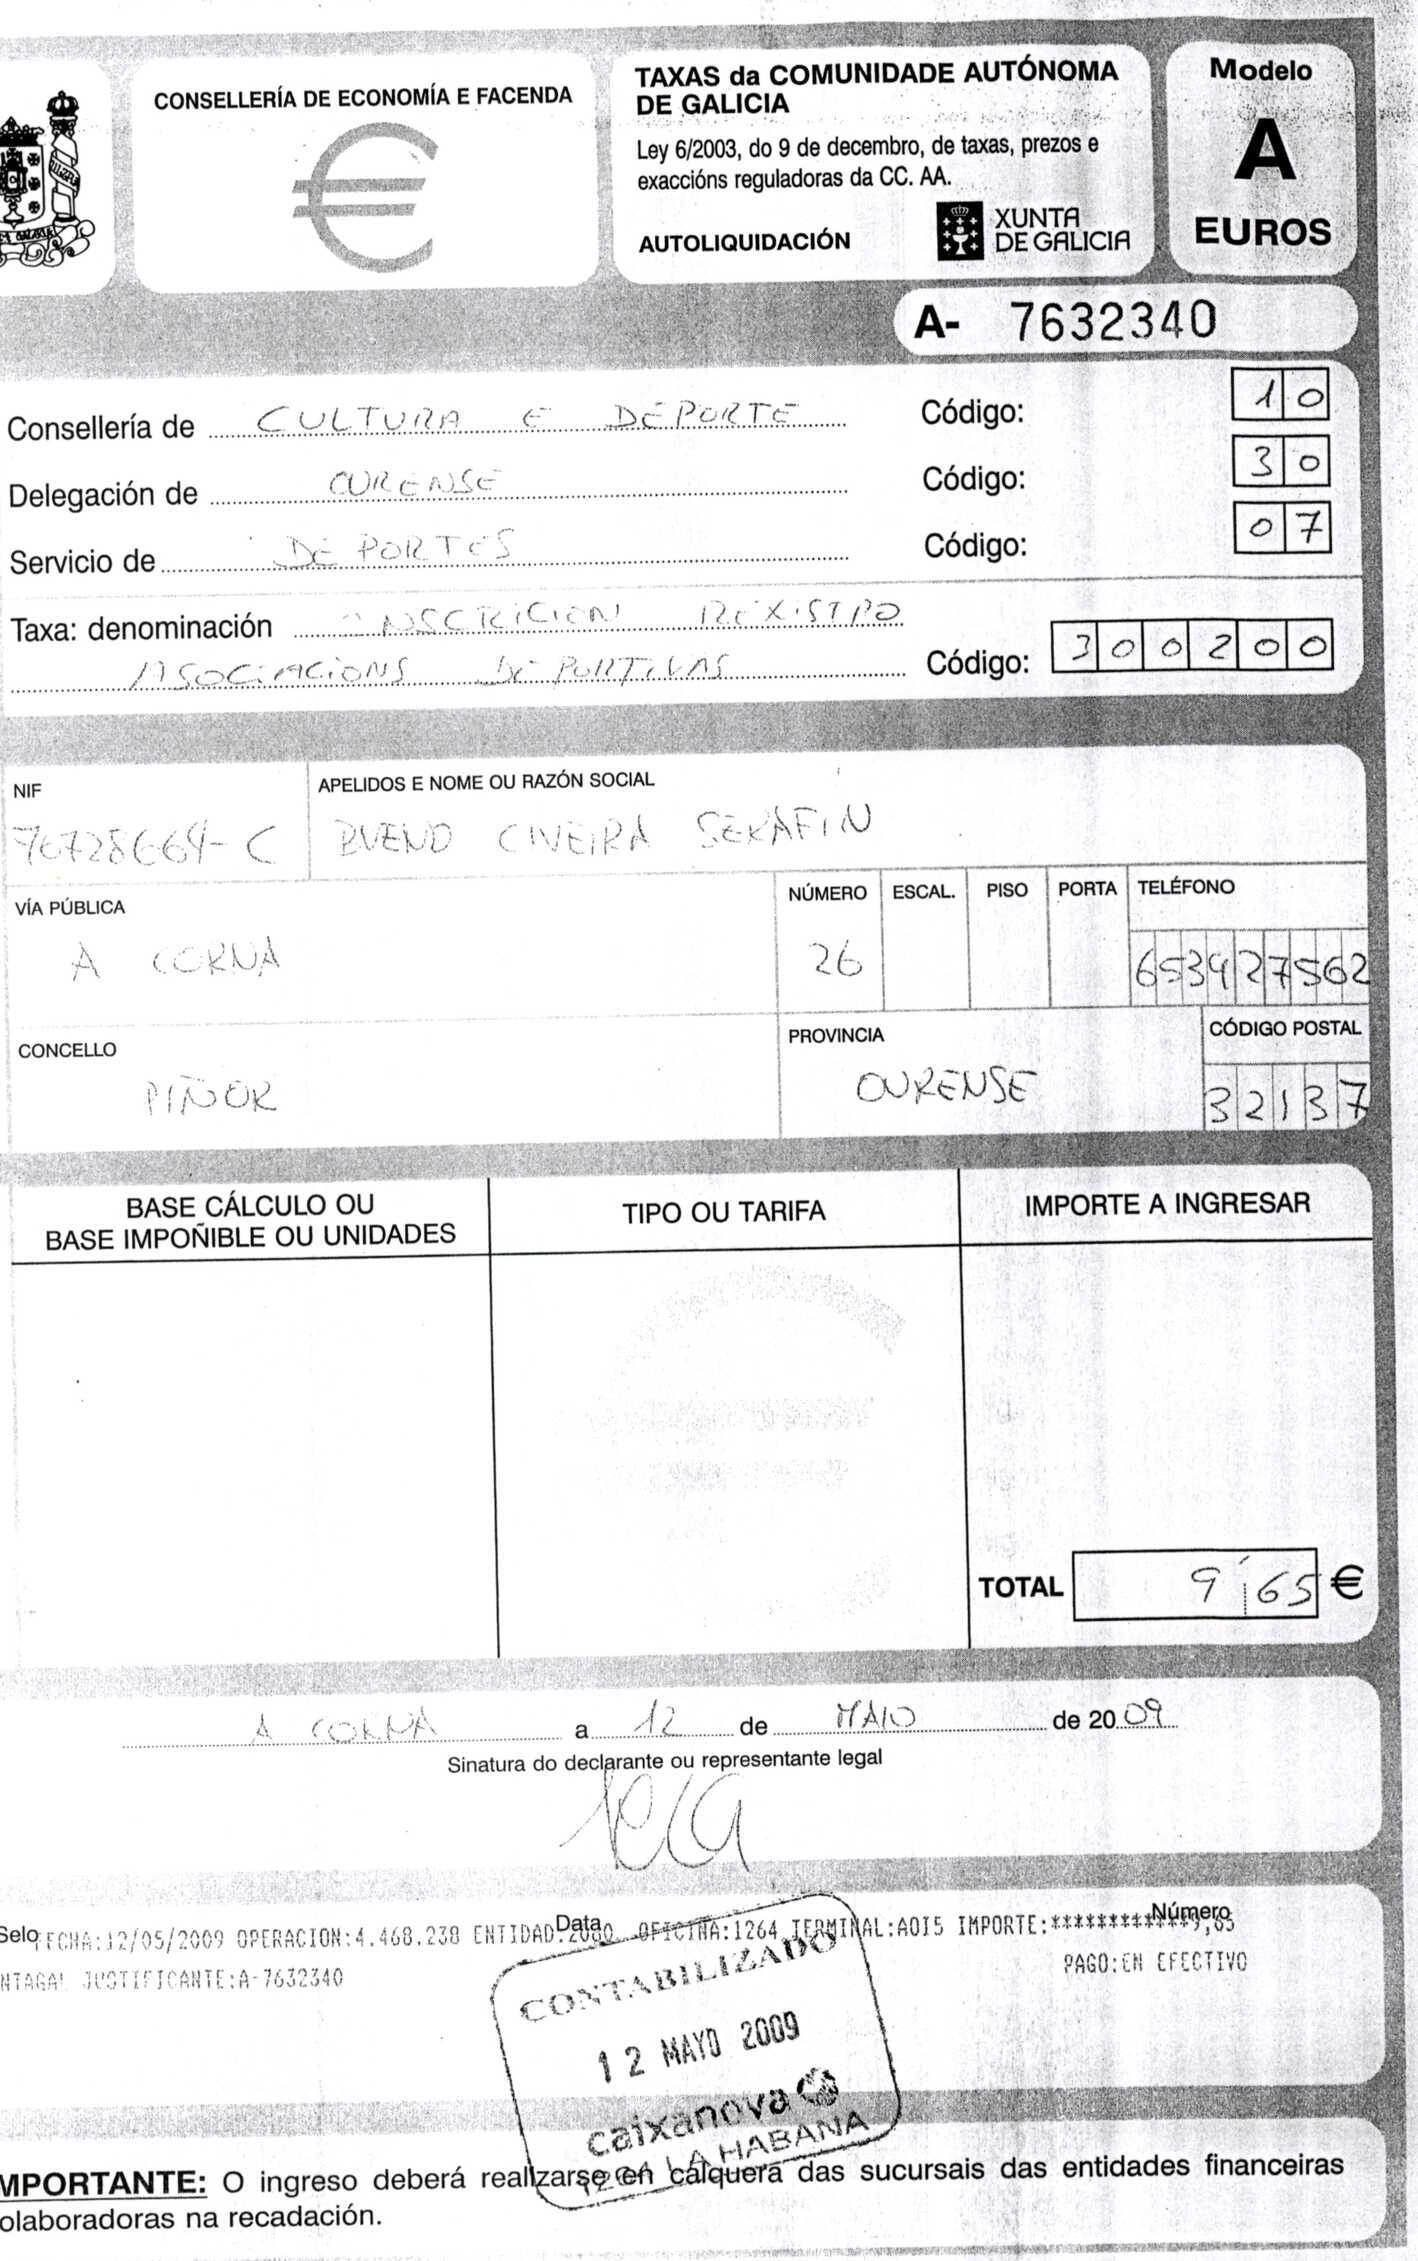 CONSELLERÍA DE ECONOMÍA E FACENDA
TAXAS da COMUNIDADE AUTÓNOMA
DE GALICIA
Ley 6/2003, do 9 de decembro, de taxas, prezos e
exaccións reguladoras da CC. AA.
AUTOLIQUIDACIÓN
XUNTA
DE GALICIA
Modelo
A
EUROS
A- 7632340
Consellería de CULTURA E DEPORTE Código: 10
Delegación de OURENSE Código: 30
Servicio de DEPORTES Código: 07
Taxa: denominación INSCRICION REXISTRO
ASOCIACIONS DEPORTIVAS Código: 300200
NIF APELIDOS E NOME OU RAZÓN SOCIAL
76728664-C BUENO CIVEIRA SERAFIN
VÍA PÚBLICA NÚMERO ESCAL. PISO PORTA TELÉFONO
A CORNA 26 653427562
CONCELLO PROVINCIA CÓDIGO POSTAL
PIÑOR OURENSE 32137
BASE CÁLCULO OU
BASE IMPOÑIBLE OU UNIDADES
TIPO OU TARIFA
IMPORTE A INGRESAR
TOTAL 9'65 €
A CORNA a 12 de MAIO de 2009
Sinatura do declarante ou representante legal
Selo Data Número
FECHA:12/05/2009 OPERACION:4.468.238 ENTIDAD:2080 OFICINA:1264 TERMINAL:AOI5 IMPORTE:*************9,65
JUSTIFICANTE:A-7632340 PAGO:EN EFECTIVO
CONTABILIZADO
12 MAYO 2009
caixanova
1264 LA HABANA
MPORTANTE: O ingreso deberá realizarse en calquera das sucursais das entidades financeiras
olaboradoras na recadación.